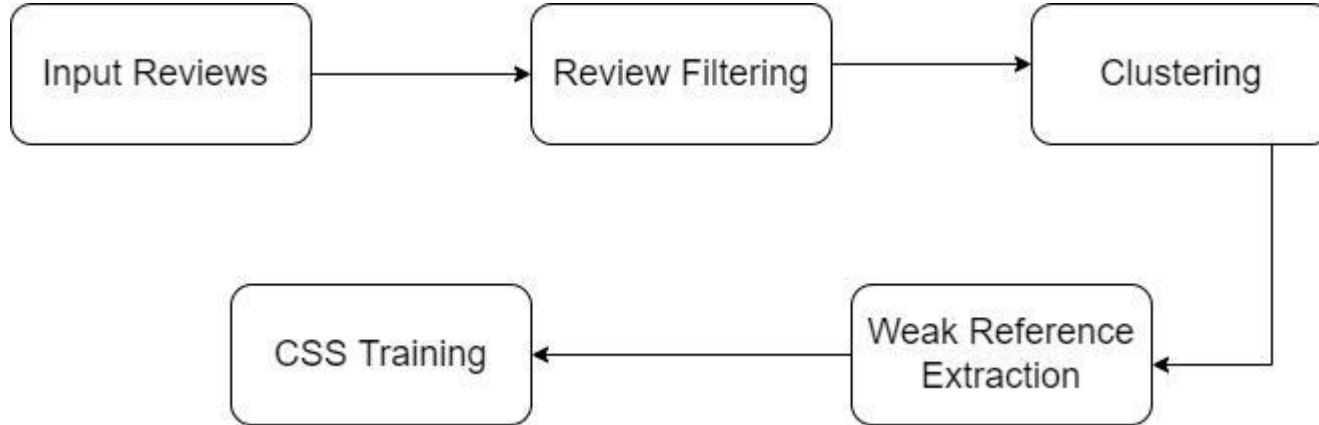 Input Reviews
Review Filtering
Clustering
Weak Reference
Extraction
CSS Training